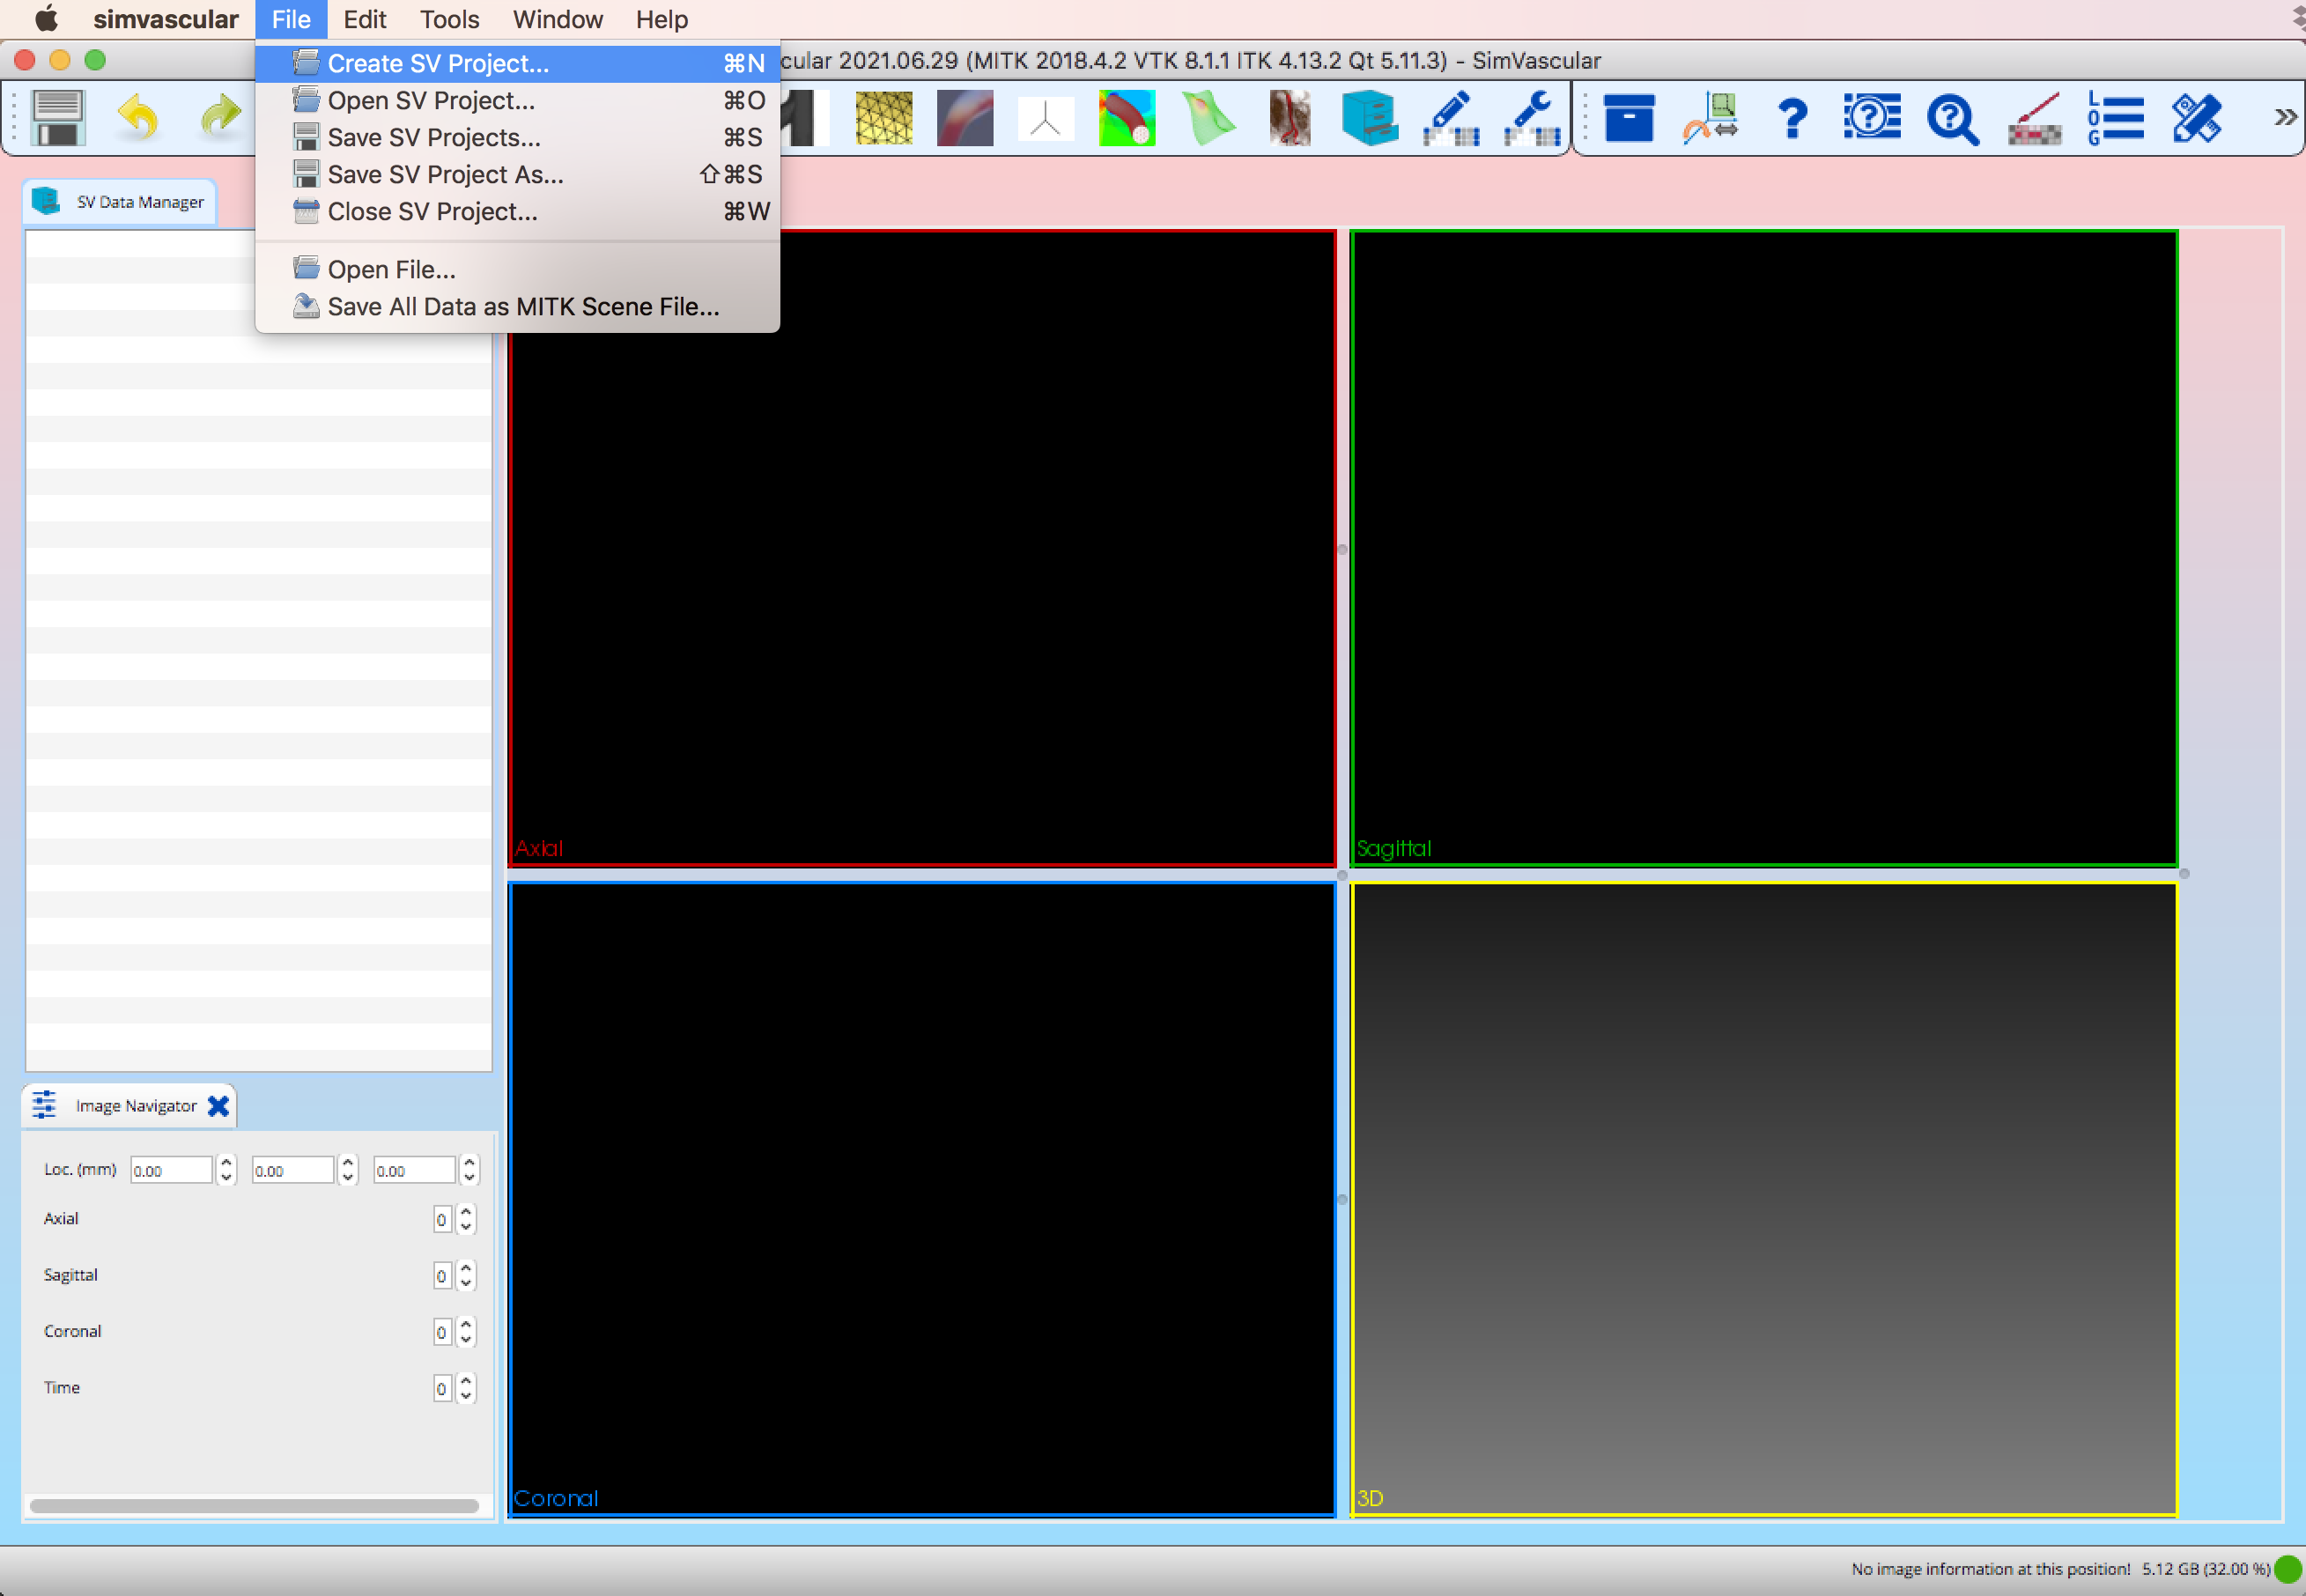 simvascular File Edit Tools Window Help
cular 2021.06.29 (MITK 2018.4.2 VTK 8.1.1 ITK 4.13.2 Qt 5.11.3) - SimVascular
Create SV Project... ⌘N
Open SV Project... ⌘O
Save SV Projects... ⌘S
Save SV Project As... ⇧⌘S
Close SV Project... ⌘W
Open File...
Save All Data as MITK Scene File...
LOG
SV Data Manager
Axial
Sagittal
Coronal
3D
Image Navigator
Loc. (mm) 0.00 0.00 0.00
Axial 0
Sagittal 0
Coronal 0
Time 0
No image information at this position! 5.12 GB (32.00 %)